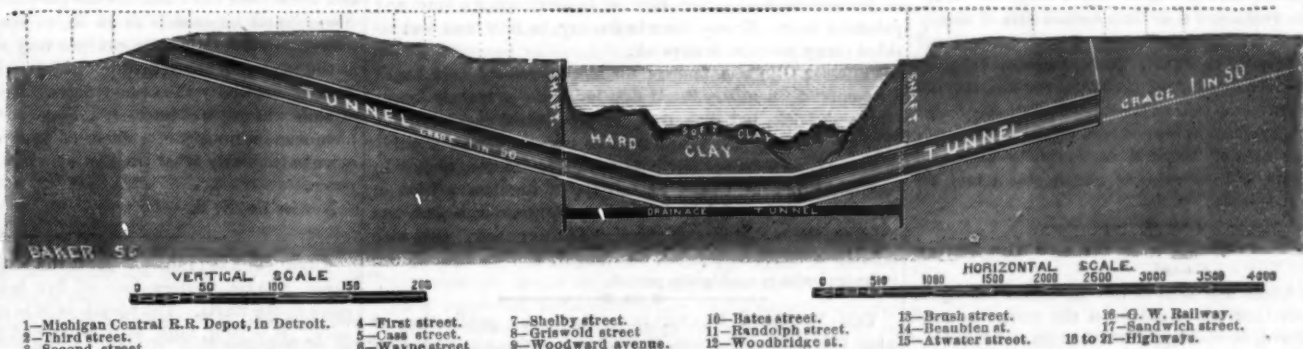 SHAFT
SHAFT
GRADE 1 IN 50
TUNNEL GRADE 1 IN 50
HARD
SOFT CLAY
CLAY
TUNNEL
DRAINAGE TUNNEL
BAKER SC
VERTICAL SCALE
0 50 100 150 200
HORIZONTAL SCALE.
0 500 1000 1500 2000 2500 3000 3500 4000
1—Michigan Central R.R. Depot, in Detroit.
2—Third street.
3—Second street
4—First street.
5—Cass street.
6—Wayne street
7—Shelby street.
8—Griswold street
9—Woodward avenue.
10—Bates street.
11—Randolph street.
12—Woodbridge st.
13—Brush street.
14—Beaubien st.
15—Atwater street.
16—G. W. Railway.
17—Sandwich street.
18 to 21—Highways.